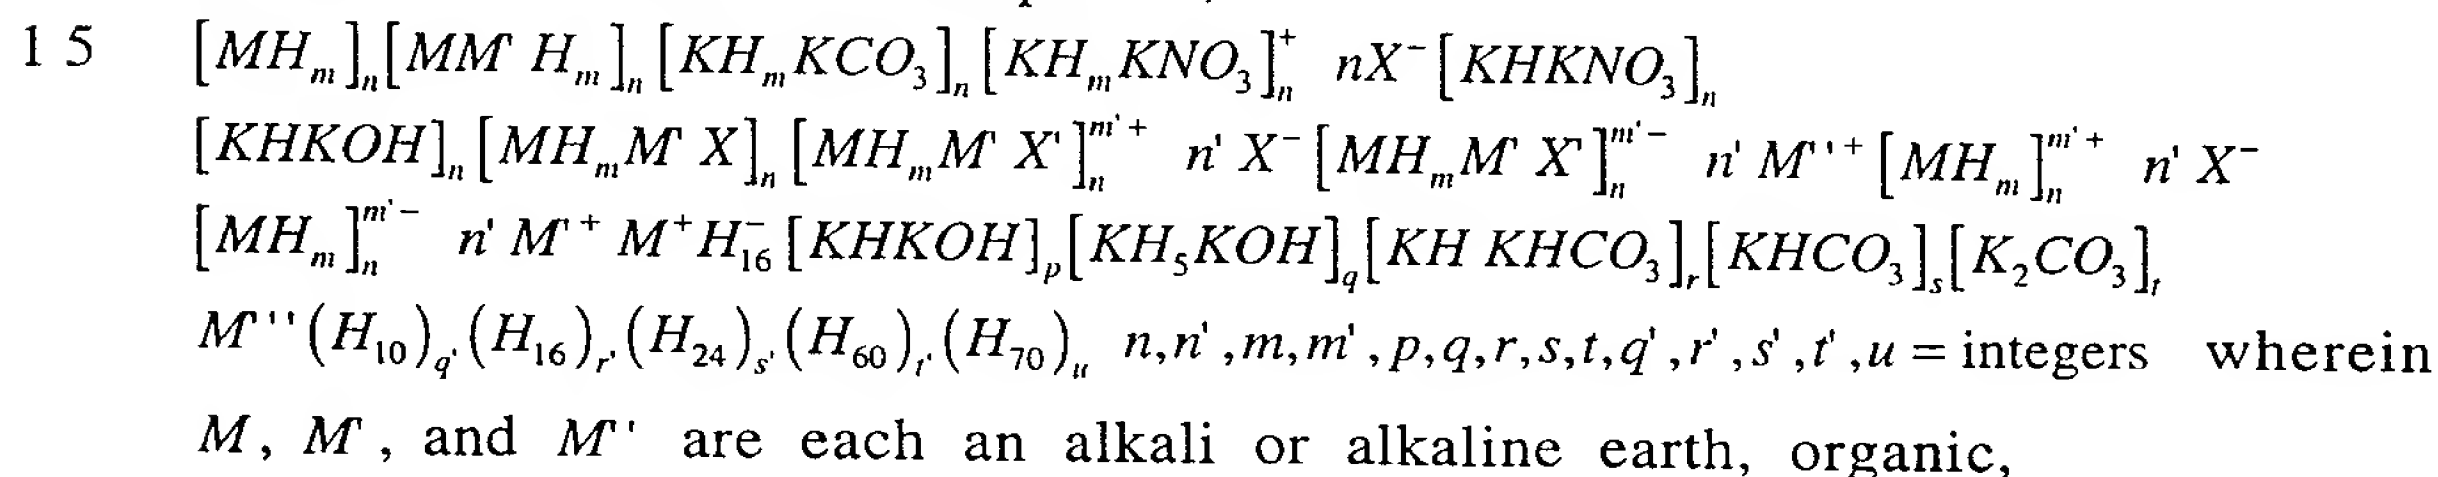 15 [MH_m]_n [MM' H_m]_n [KH_m KCO_3]_n [KH_m KNO_3]_n^+ nX^- [KHKNO_3]_n
[KHKOH]_n [MH_m M' X]_n [MH_m M' X']_n^{m'+} n' X^- [MH_m M' X']_n^{m'-} n' M''^+ [MH_m]_n^{m'+} n' X^-
[MH_m]_n^{m'-} n' M'^+ M^+ H_{16}^- [KHKOH]_p [KH_5 KOH]_q [KH KHCO_3]_r [KHCO_3]_s [K_2CO_3]_t
M''' (H_{10})_{q'} (H_{16})_{r'} (H_{24})_{s'} (H_{60})_{t'} (H_{70})_u n,n',m,m',p,q,r,s,t,q',r',s',t',u = integers wherein
M, M', and M'' are each an alkali or alkaline earth, organic,